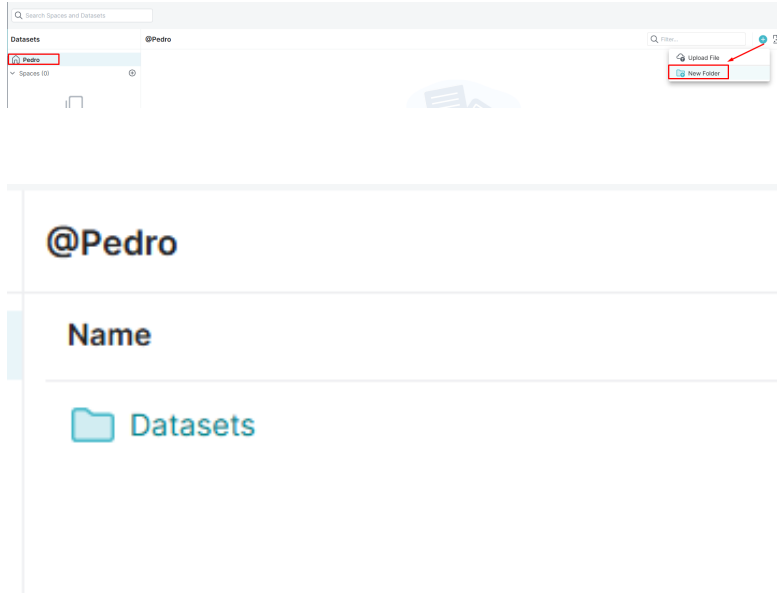 Search Spaces and Datasets
Datasets
@Pedro
Filter...
Pedro
Upload File
Spaces (0)
New Folder
@Pedro
Name
Datasets